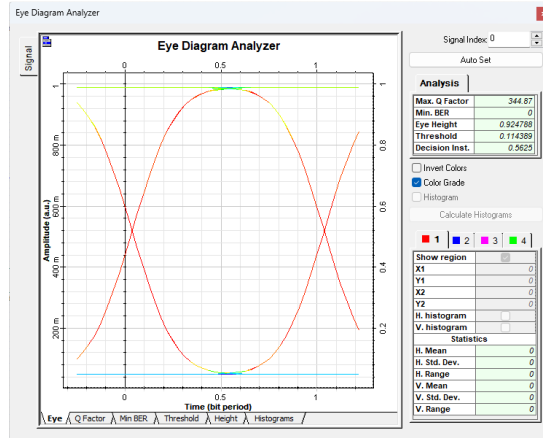 Eye Diagram Analyzer
Signal
Eye Diagram Analyzer
0 0.5 1
Amplitude (a.u.)
1
800 m
600 m
400 m
200 m
1
0.8
0.6
0.4
0.2
0 0.5 1
Time (bit period)
Eye Q Factor Min BER Threshold Height Histograms
Signal Index: 0
Auto Set
Analysis
Max. Q Factor 344.87
Min. BER 0
Eye Height 0.924788
Threshold 0.114389
Decision Inst. 0.5625
Invert Colors
Color Grade
Histogram
Calculate Histograms
1 2 3 4
Show region
X1 0
Y1 0
X2 0
Y2 0
H. histogram
V. histogram
Statistics
H. Mean 0
H. Std. Dev. 0
H. Range 0
V. Mean 0
V. Std. Dev. 0
V. Range 0